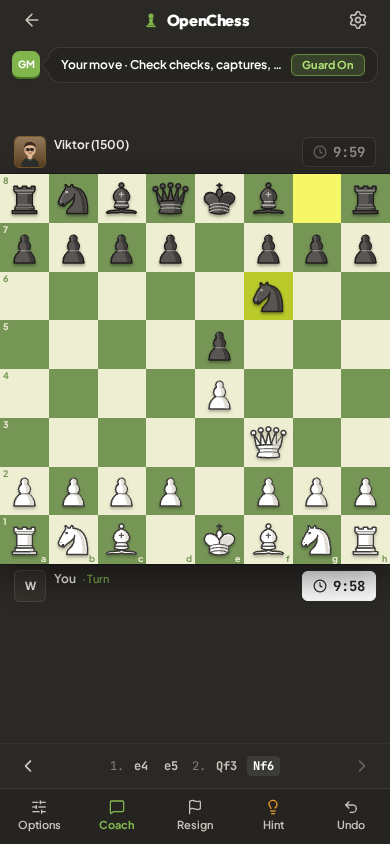 OpenChess
GM
Your move · Check checks, captures, ...
Guard On
Viktor (1500)
9:59
8
7
6
5
4
3
2
1
a
b
c
d
e
f
g
h
W
You · Turn
9:58
1. e4 e5 2. Qf3 Nf6
Options
Coach
Resign
Hint
Undo